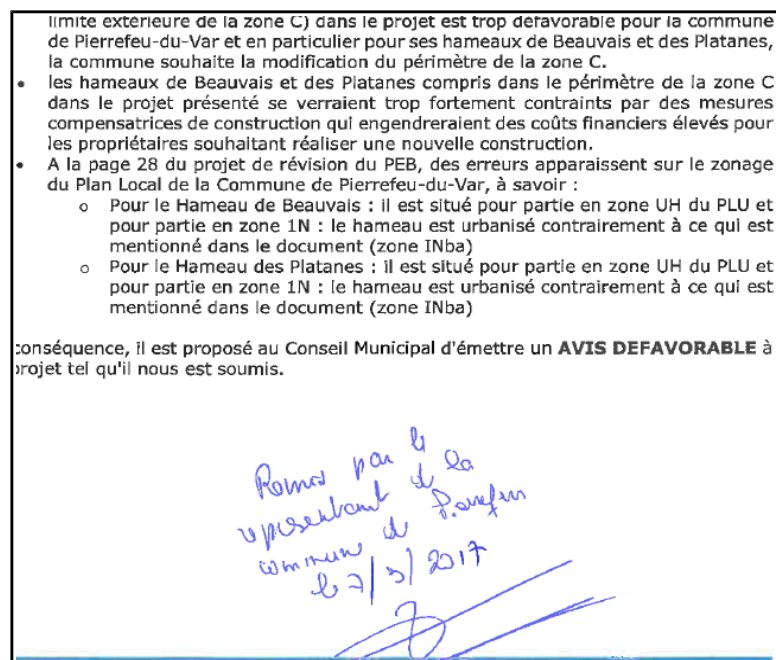 limite extérieure de la zone C) dans le projet est trop défavorable pour la commune
de Pierrefeu-du-Var et en particulier pour ses hameaux de Beauvais et des Platanes,
la commune souhaite la modification du périmètre de la zone C.
• les hameaux de Beauvais et des Platanes compris dans le périmètre de la zone C
dans le projet présenté se verraient trop fortement contraints par des mesures
compensatrices de construction qui engendreraient des coûts financiers élevés pour
les propriétaires souhaitant réaliser une nouvelle construction.
• A la page 28 du projet de révision du PEB, des erreurs apparaissent sur le zonage
du Plan Local de la Commune de Pierrefeu-du-Var, à savoir :
o Pour le Hameau de Beauvais : il est situé pour partie en zone UH du PLU et
pour partie en zone 1N : le hameau est urbanisé contrairement à ce qui est
mentionné dans le document (zone INba)
o Pour le Hameau des Platanes : il est situé pour partie en zone UH du PLU et
pour partie en zone 1N : le hameau est urbanisé contrairement à ce qui est
mentionné dans le document (zone INba)
conséquence, il est proposé au Conseil Municipal d'émettre un AVIS DEFAVORABLE à
projet tel qu'il nous est soumis.
Remis par le
représentant de la
commune de Pierrefeu
le 7/3/2017